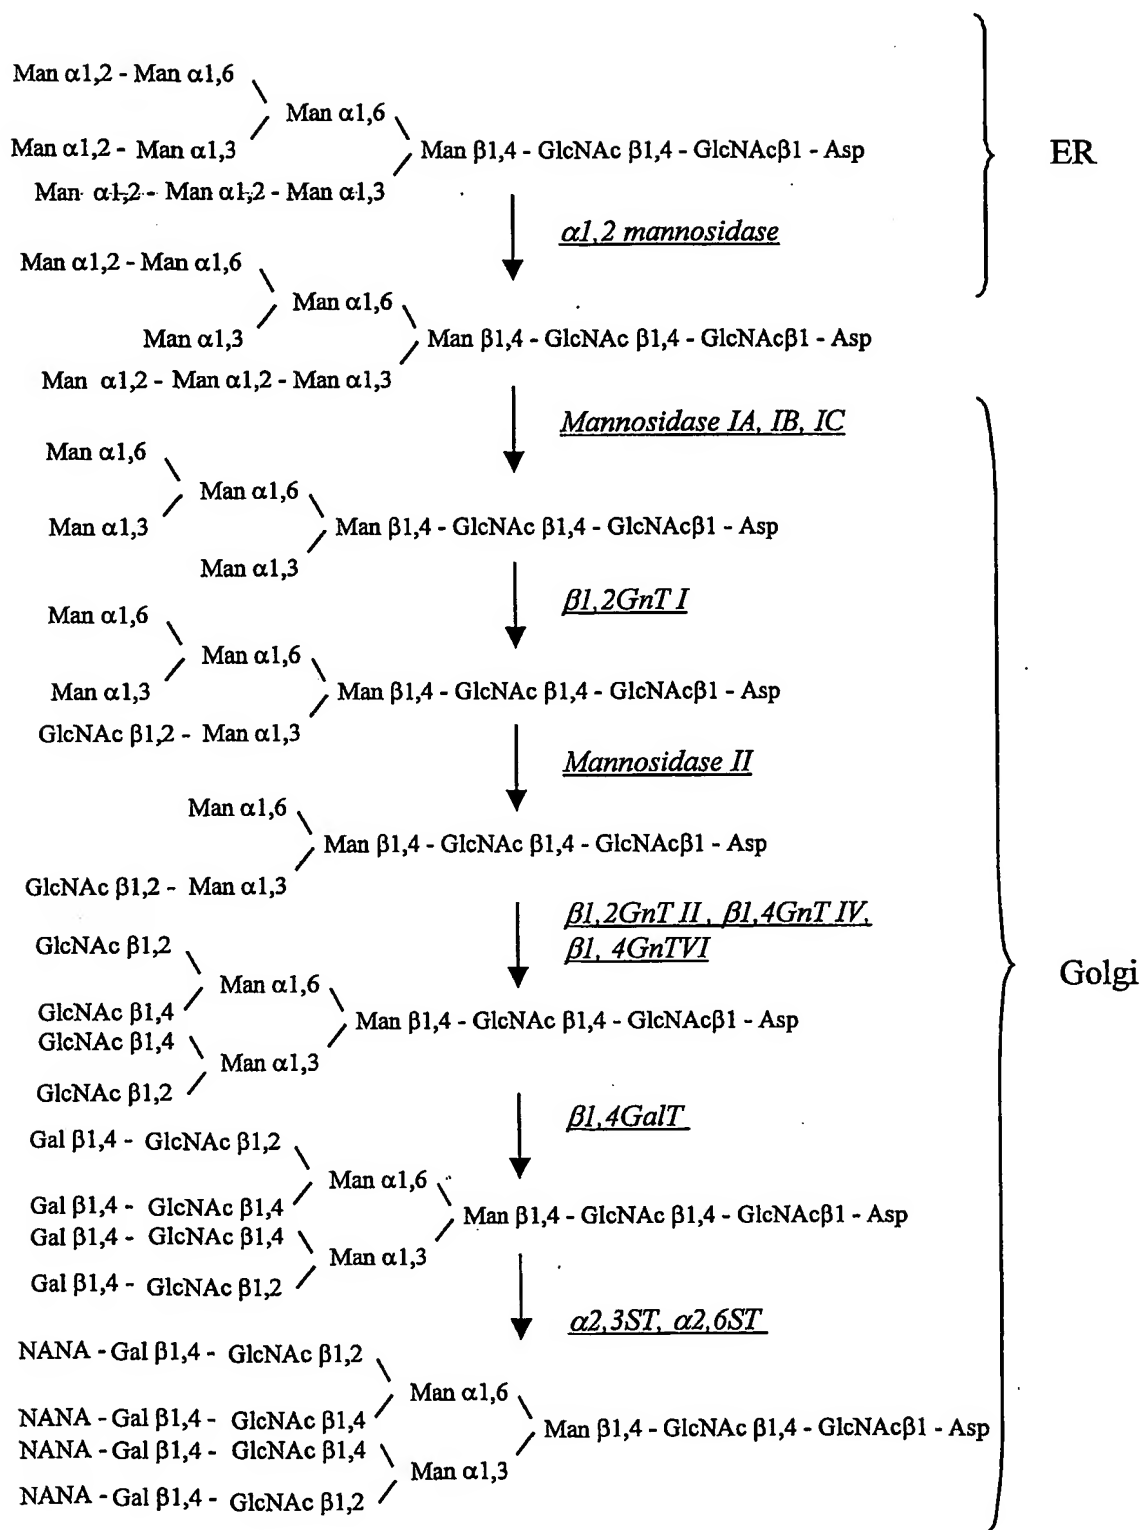 Man α1,2 - Man α1,6
Man α1,6
Man α1,2 - Man α1,3
Man β1,4 - GlcNAc β1,4 - GlcNAcβ1 - Asp
ER
Man α1,2 - Man α1,2 - Man α1,3
α1,2 mannosidase
Man α1,2 - Man α1,6
Man α1,6
Man α1,3
Man β1,4 - GlcNAc β1,4 - GlcNAcβ1 - Asp
Man α1,2 - Man α1,2 - Man α1,3
Mannosidase IA, IB, IC
Man α1,6
Man α1,6
Man α1,3
Man β1,4 - GlcNAc β1,4 - GlcNAcβ1 - Asp
Man α1,3
β1,2GnT I
Man α1,6
Man α1,6
Man α1,3
Man β1,4 - GlcNAc β1,4 - GlcNAcβ1 - Asp
GlcNAc β1,2 - Man α1,3
Mannosidase II
Man α1,6
Man β1,4 - GlcNAc β1,4 - GlcNAcβ1 - Asp
GlcNAc β1,2 - Man α1,3
β1,2GnT II, β1,4GnT IV,
β1, 4GnTVI
GlcNAc β1,2
Man α1,6
Golgi
GlcNAc β1,4
Man β1,4 - GlcNAc β1,4 - GlcNAcβ1 - Asp
GlcNAc β1,4
Man α1,3
GlcNAc β1,2
β1,4GalT
Gal β1,4 - GlcNAc β1,2
Man α1,6
Gal β1,4 - GlcNAc β1,4
Man β1,4 - GlcNAc β1,4 - GlcNAcβ1 - Asp
Gal β1,4 - GlcNAc β1,4
Man α1,3
Gal β1,4 - GlcNAc β1,2
α2,3ST, α2,6ST
NANA - Gal β1,4 - GlcNAc β1,2
Man α1,6
NANA - Gal β1,4 - GlcNAc β1,4
Man β1,4 - GlcNAc β1,4 - GlcNAcβ1 - Asp
NANA - Gal β1,4 - GlcNAc β1,4
Man α1,3
NANA - Gal β1,4 - GlcNAc β1,2